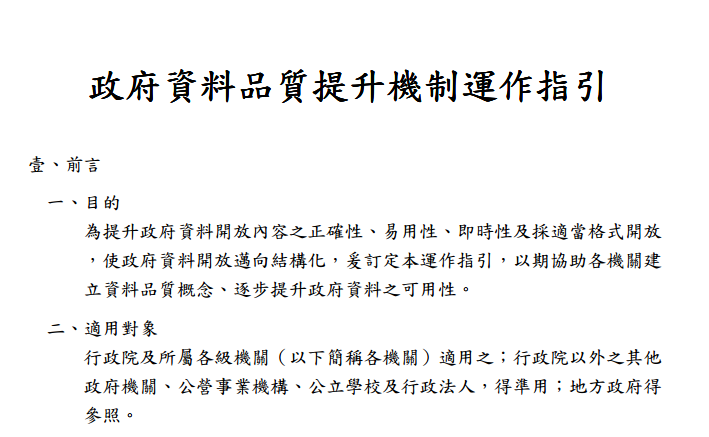 政府資料品質提升機制運作指引
壹、前言
一、目的
為提升政府資料開放內容之正確性、易用性、即時性及採適當格式開放
，使政府資料開放邁向結構化，爰訂定本運作指引，以期協助各機關建
立資料品質概念、逐步提升政府資料之可用性。
二、適用對象
行政院及所屬各級機關（以下簡稱各機關）適用之；行政院以外之其他
政府機關、公營事業機構、公立學校及行政法人，得準用；地方政府得
參照。